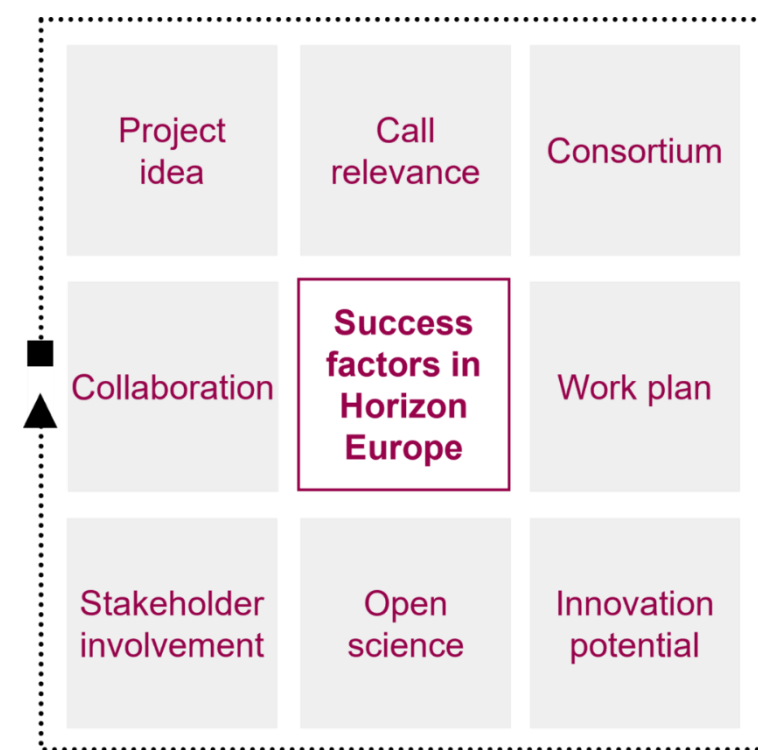 Project
idea
Call
relevance
Consortium
Collaboration
Success
factors in
Horizon
Europe
Work plan
Stakeholder
involvement
Open
science
Innovation
potential